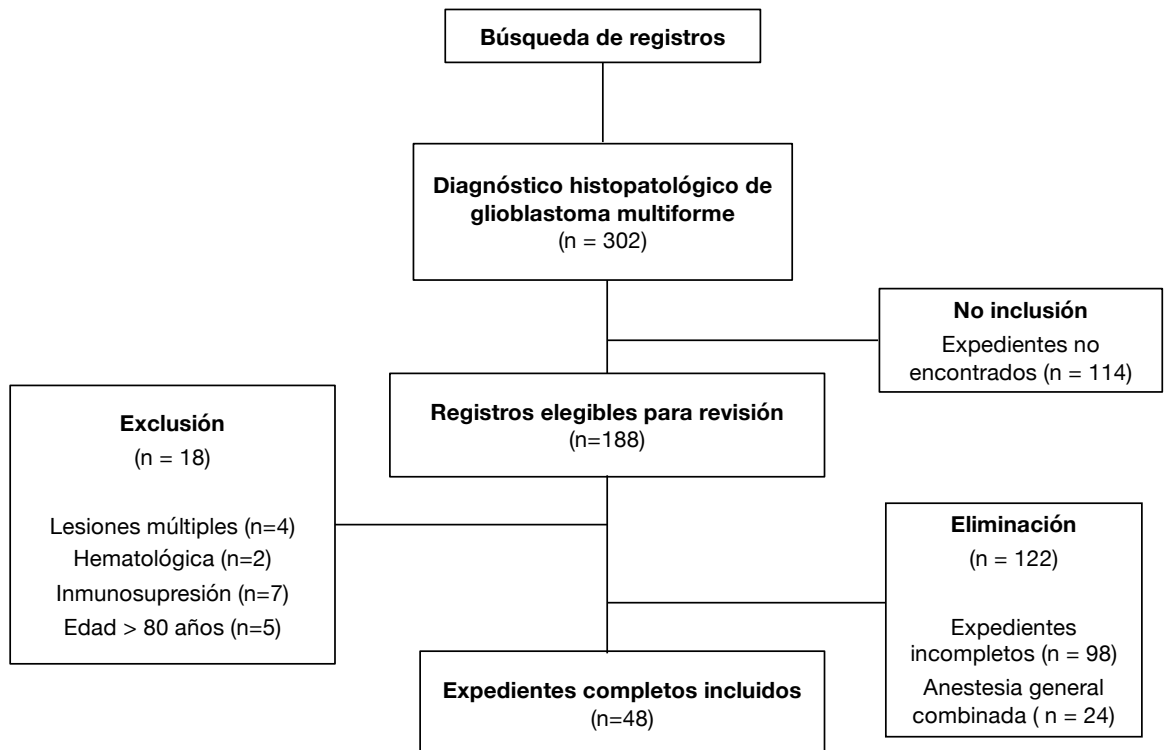 Búsqueda de registros
Diagnóstico histopatológico de
glioblastoma multiforme
(n = 302)
No inclusión
Expedientes no
encontrados (n = 114)
Registros elegibles para revisión
(n=188)
Exclusión
(n = 18)
Lesiones múltiples (n=4)
Hematológica (n=2)
Inmunosupresión (n=7)
Edad > 80 años (n=5)
Eliminación
(n = 122)
Expedientes
incompletos (n = 98)
Anestesia general
combinada ( n = 24)
Expedientes completos incluidos
(n=48)